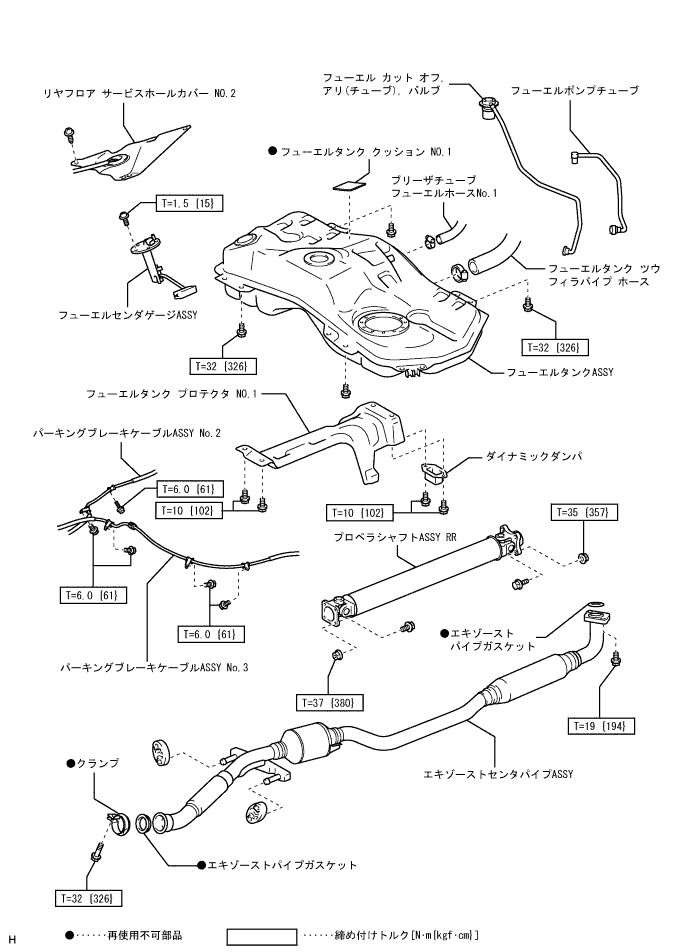 フューエル カット オフ,
アリ(チューブ), バルブ
リヤフロア サービスホールカバー NO.2
フューエルポンプチューブ
●フューエルタンク クッション NO.1
ブリーザチューブ
フューエルホースNo.1
T=1.5 {15}
フューエルタンク ツウ
フィラパイプ ホース
フューエルセンダゲージASSY
T=32 {326}
T=32 {326}
フューエルタンクASSY
フューエルタンク プロテクタ NO.1
パーキングブレーキケーブルASSY No.2
ダイナミックダンパ
T=6.0 {61}
T=10 {102}
T=10 {102}
T=35 {357}
プロペラシャフトASSY RR
T=6.0 {61}
T=6.0 {61}
●エキゾースト
パイプガスケット
パーキングブレーキケーブルASSY No.3
T=37 {380}
T=19 {194}
●クランプ
エキゾーストセンタパイプASSY
●エキゾーストパイプガスケット
T=32 {326}
●‥‥‥再使用不可部品
‥‥‥締め付けトルク[N·m{kgf·cm}]
H